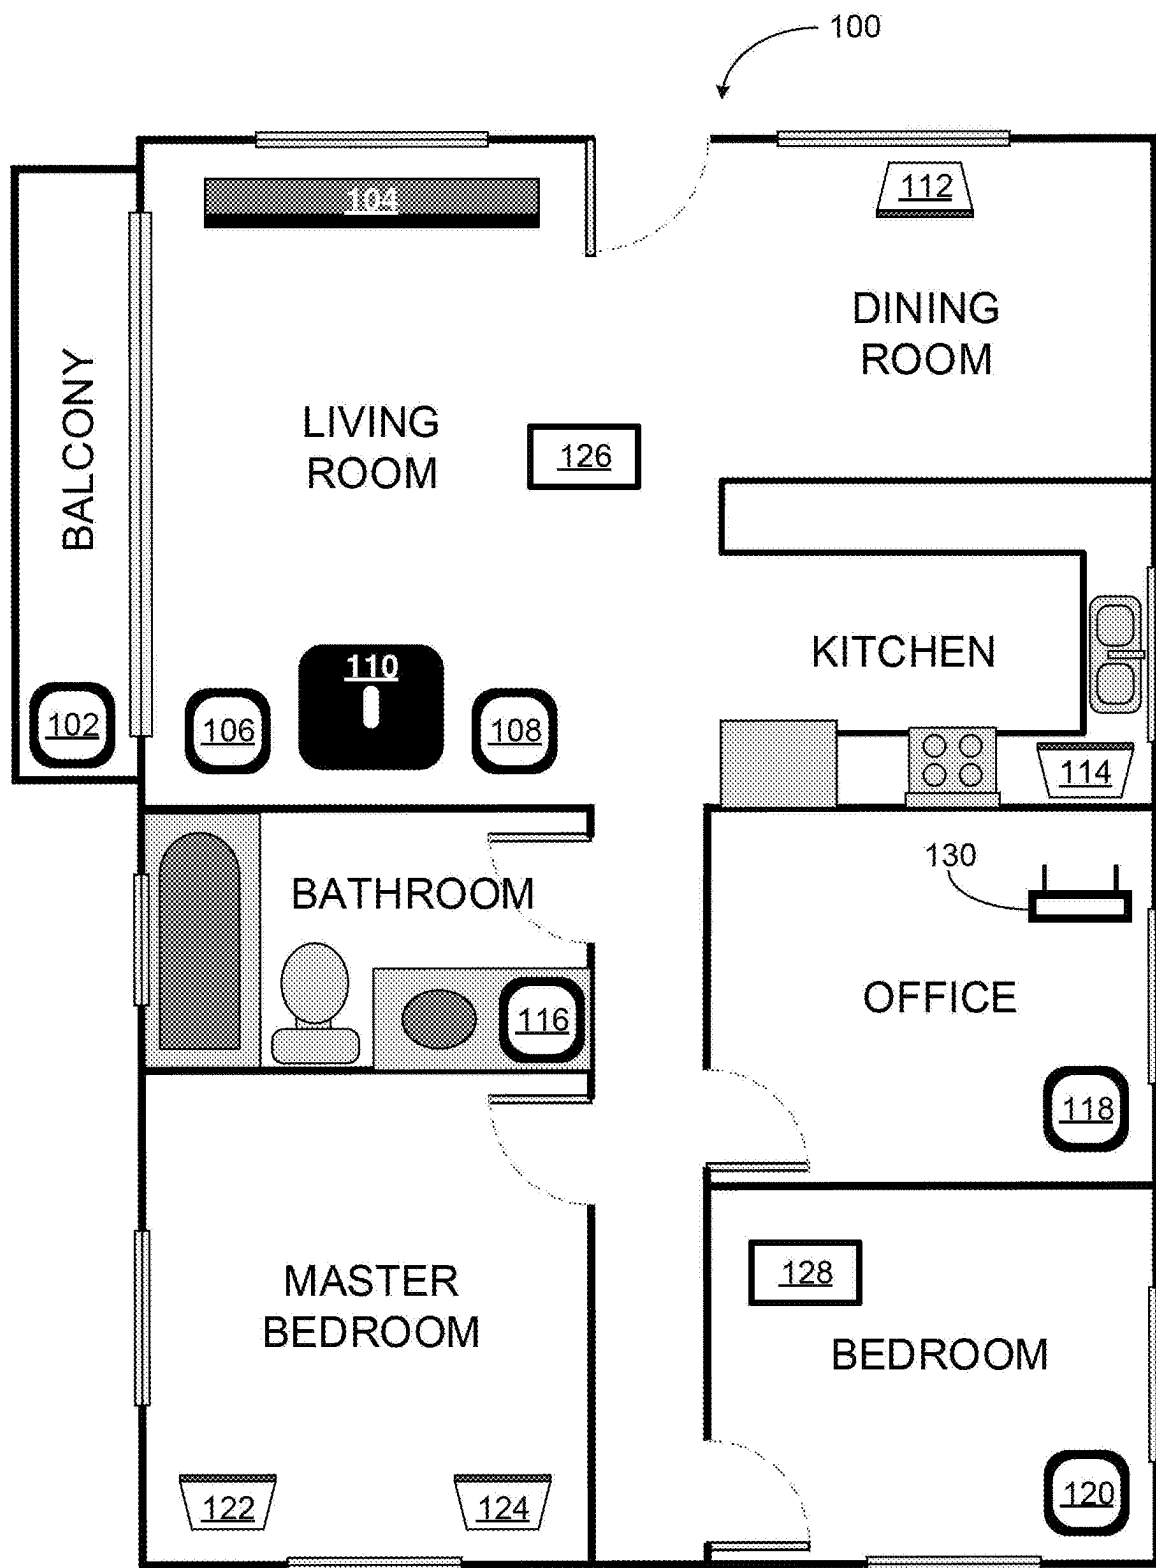 100
104
112
DINING
ROOM
BALCONY
LIVING
ROOM
126
KITCHEN
110
102
106
108
114
130
BATHROOM
OFFICE
116
118
128
MASTER
BEDROOM
BEDROOM
122
124
120